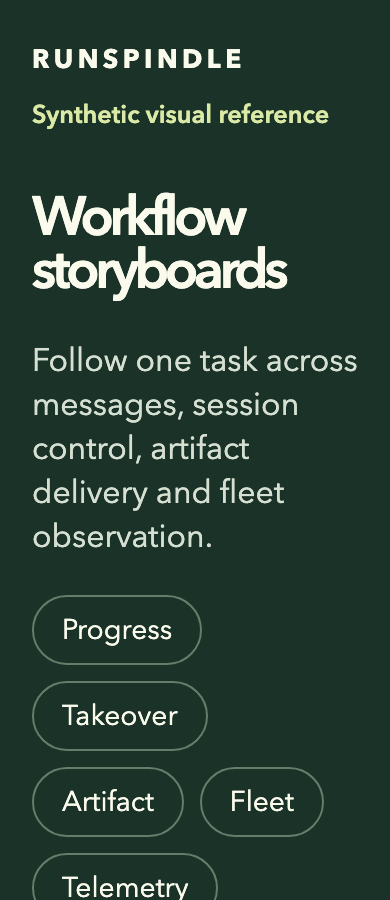 RUNSPINDLE
Synthetic visual reference
Workflow
storyboards
Follow one task across
messages, session
control, artifact
delivery and fleet
observation.
Progress
Takeover
Artifact
Fleet
Telemetry